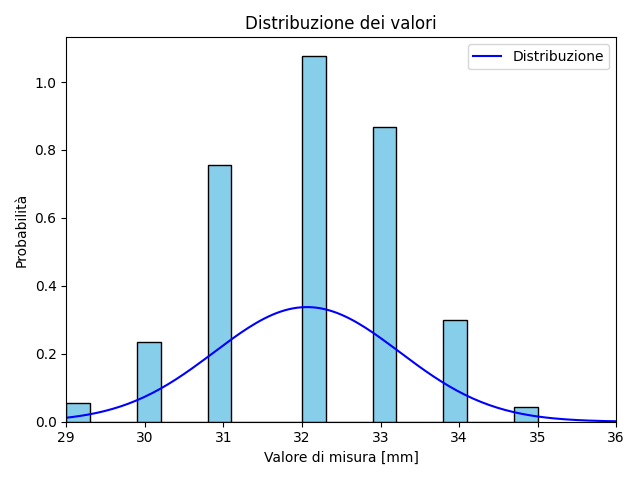 Distribuzione dei valori
Distribuzione
Probabilità
1.0
0.8
0.6
0.4
0.2
0.0
29 30 31 32 33 34 35 36
Valore di misura [mm]